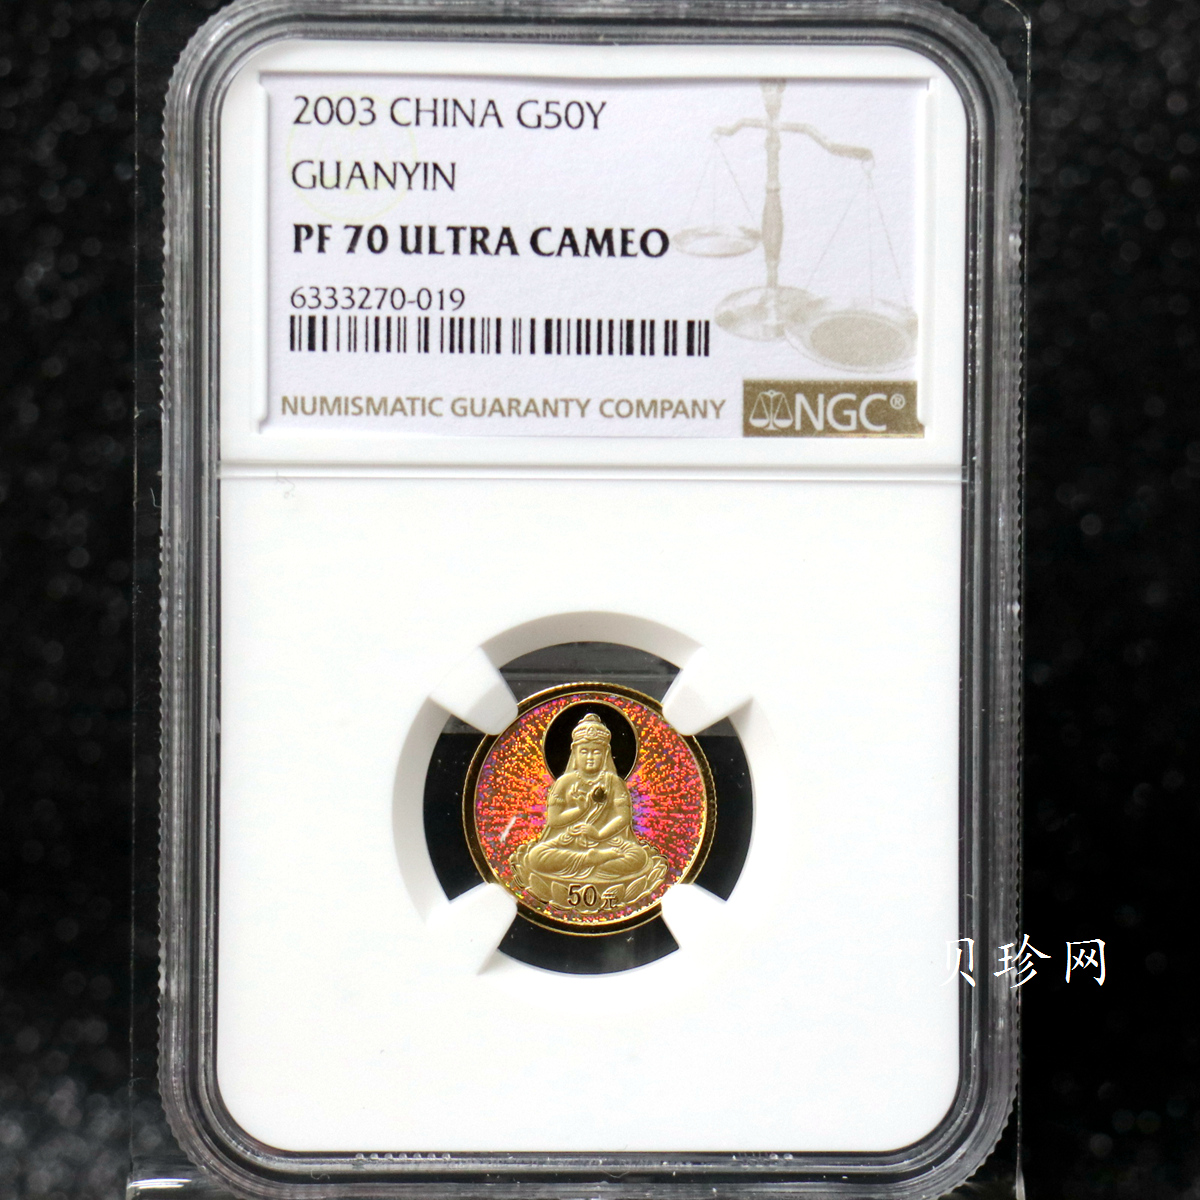 2003 CHINA G50Y
GUANYIN
PF 70 ULTRA CAMEO
6333270-019
NUMISMATIC GUARANTY COMPANY
NGC®
50元
贝珍网